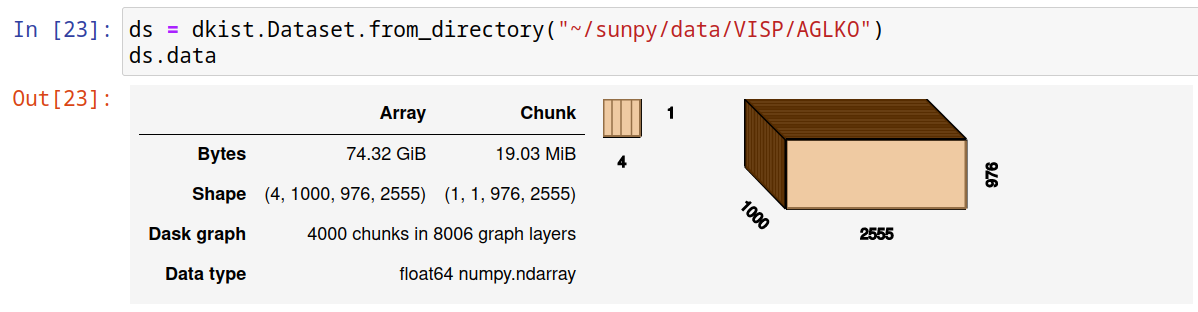 In [23]: ds = dkist.Dataset.from_directory("~/sunpy/data/VISP/AGLKO")
ds.data
Out[23]:
Array Chunk
Bytes 74.32 GiB 19.03 MiB
Shape (4, 1000, 976, 2555) (1, 1, 976, 2555)
Dask graph 4000 chunks in 8006 graph layers
Data type float64 numpy.ndarray
1
4
976
1000
2555